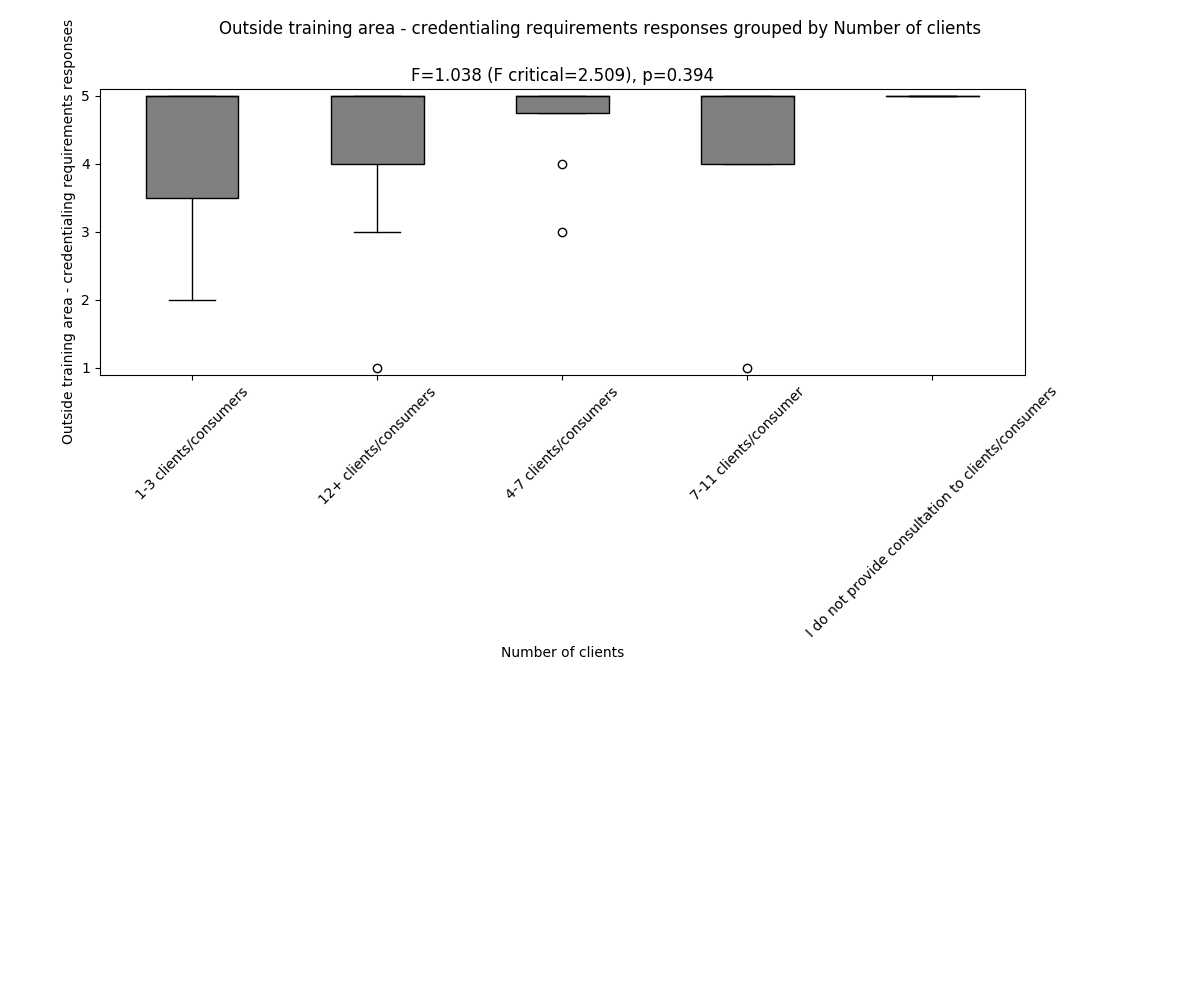 Outside training area - credentialing requirements responses grouped by Number of clients
F=1.038 (F critical=2.509), p=0.394
Outside training area - credentialing requirements responses
5
4
3
2
1
1-3 clients/consumers
12+ clients/consumers
4-7 clients/consumers
7-11 clients/consumer
I do not provide consultation to clients/consumers
Number of clients